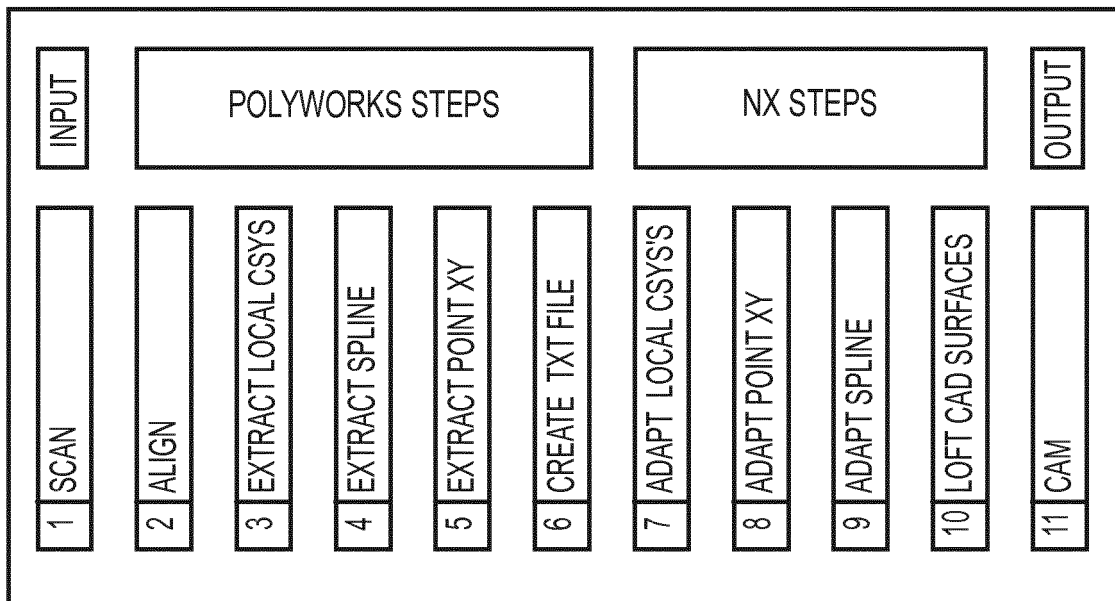 INPUT
POLYWORKS STEPS
NX STEPS
OUTPUT
1 SCAN
2 ALIGN
3 EXTRACT LOCAL CSYS
4 EXTRACT SPLINE
5 EXTRACT POINT XY
6 CREATE TXT FILE
7 ADAPT LOCAL CSYS'S
8 ADAPT POINT XY
9 ADAPT SPLINE
10 LOFT CAD SURFACES
11 CAM